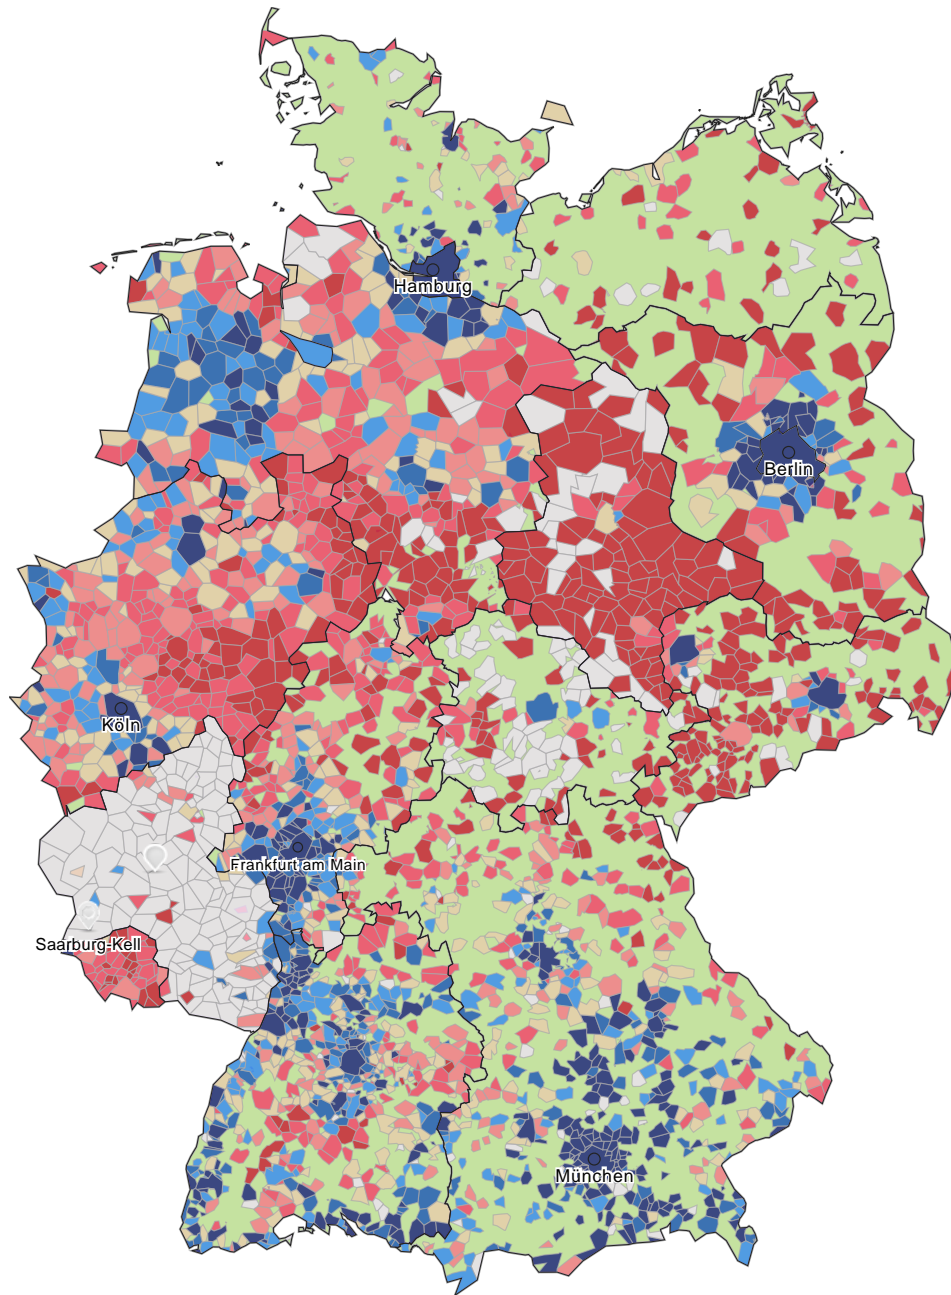 Hamburg
Berlin
Köln
Frankfurt am Main
Saarburg-Kell
München